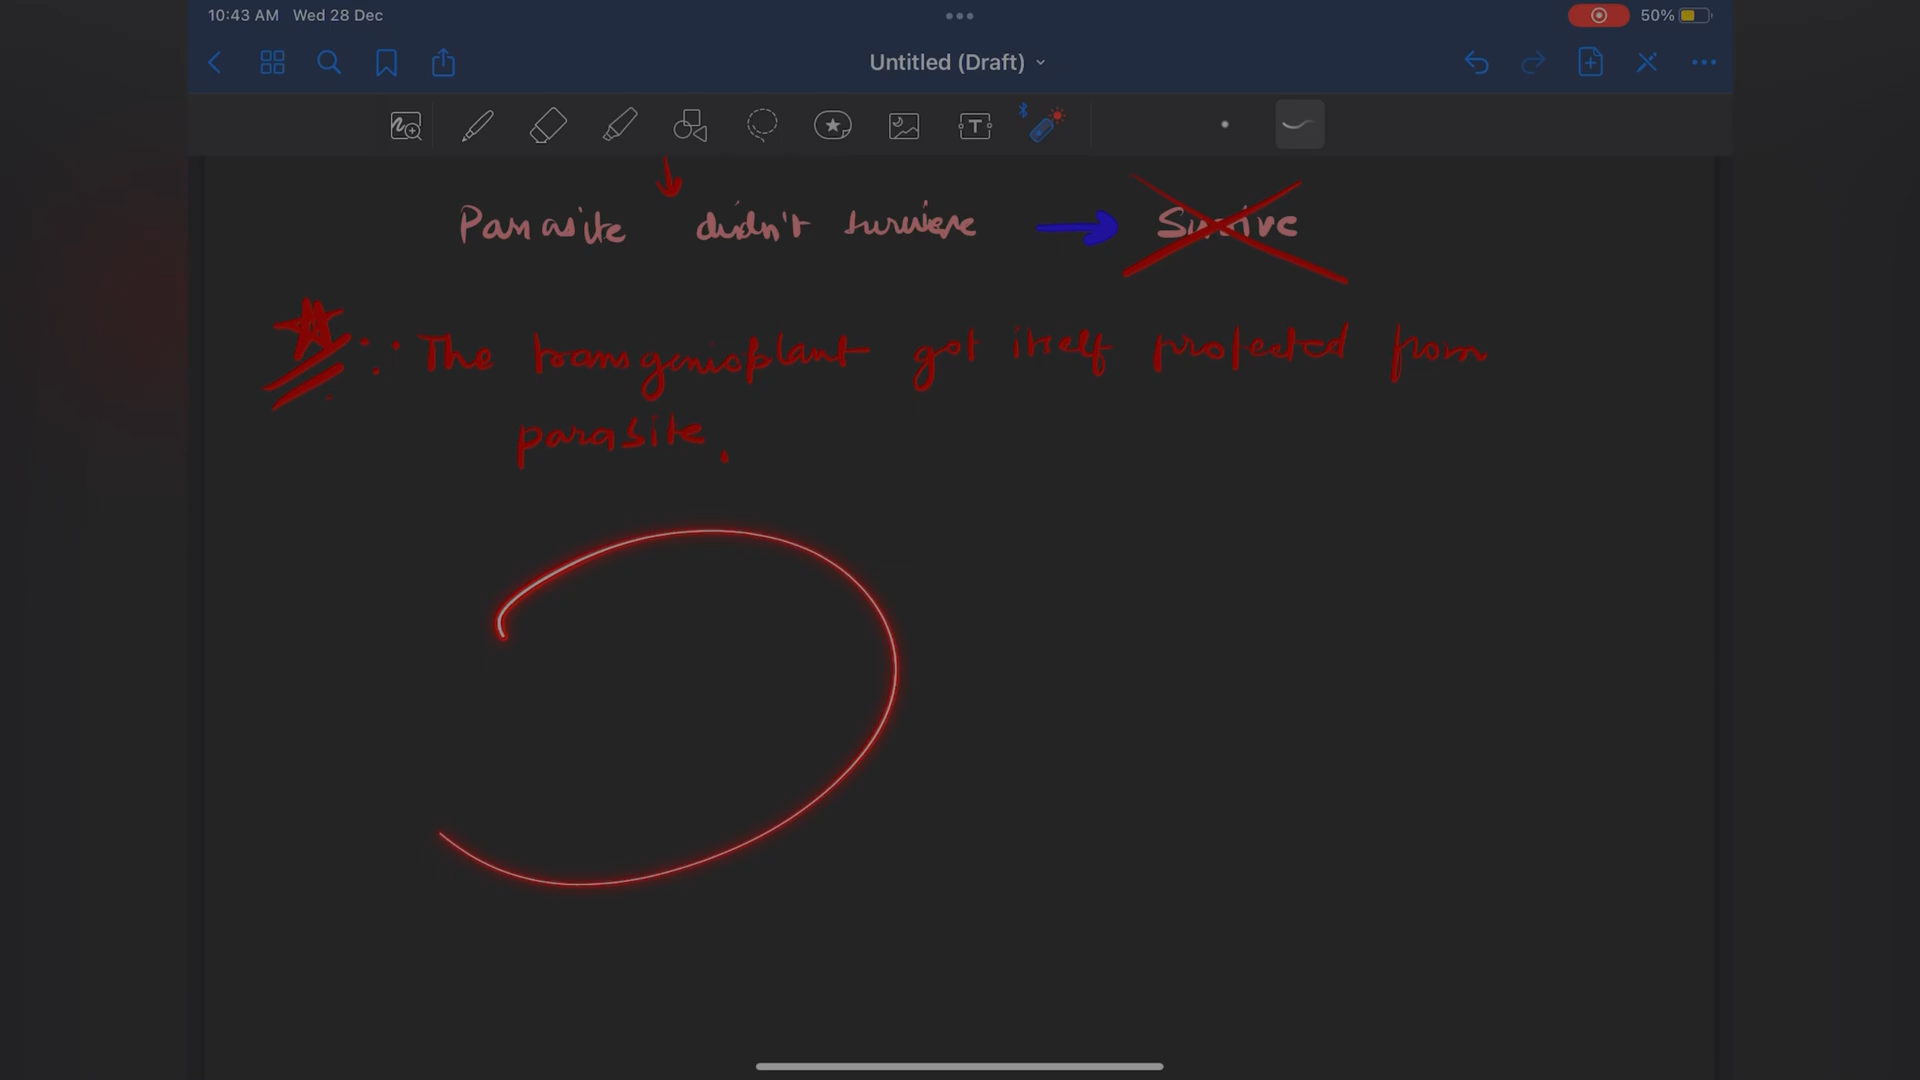 10:43 AM Wed 28 Dec
50%
Untitled (Draft)
Parasite didn't survive → Survive
∴ The transgenic plant got itself protected from
parasite.